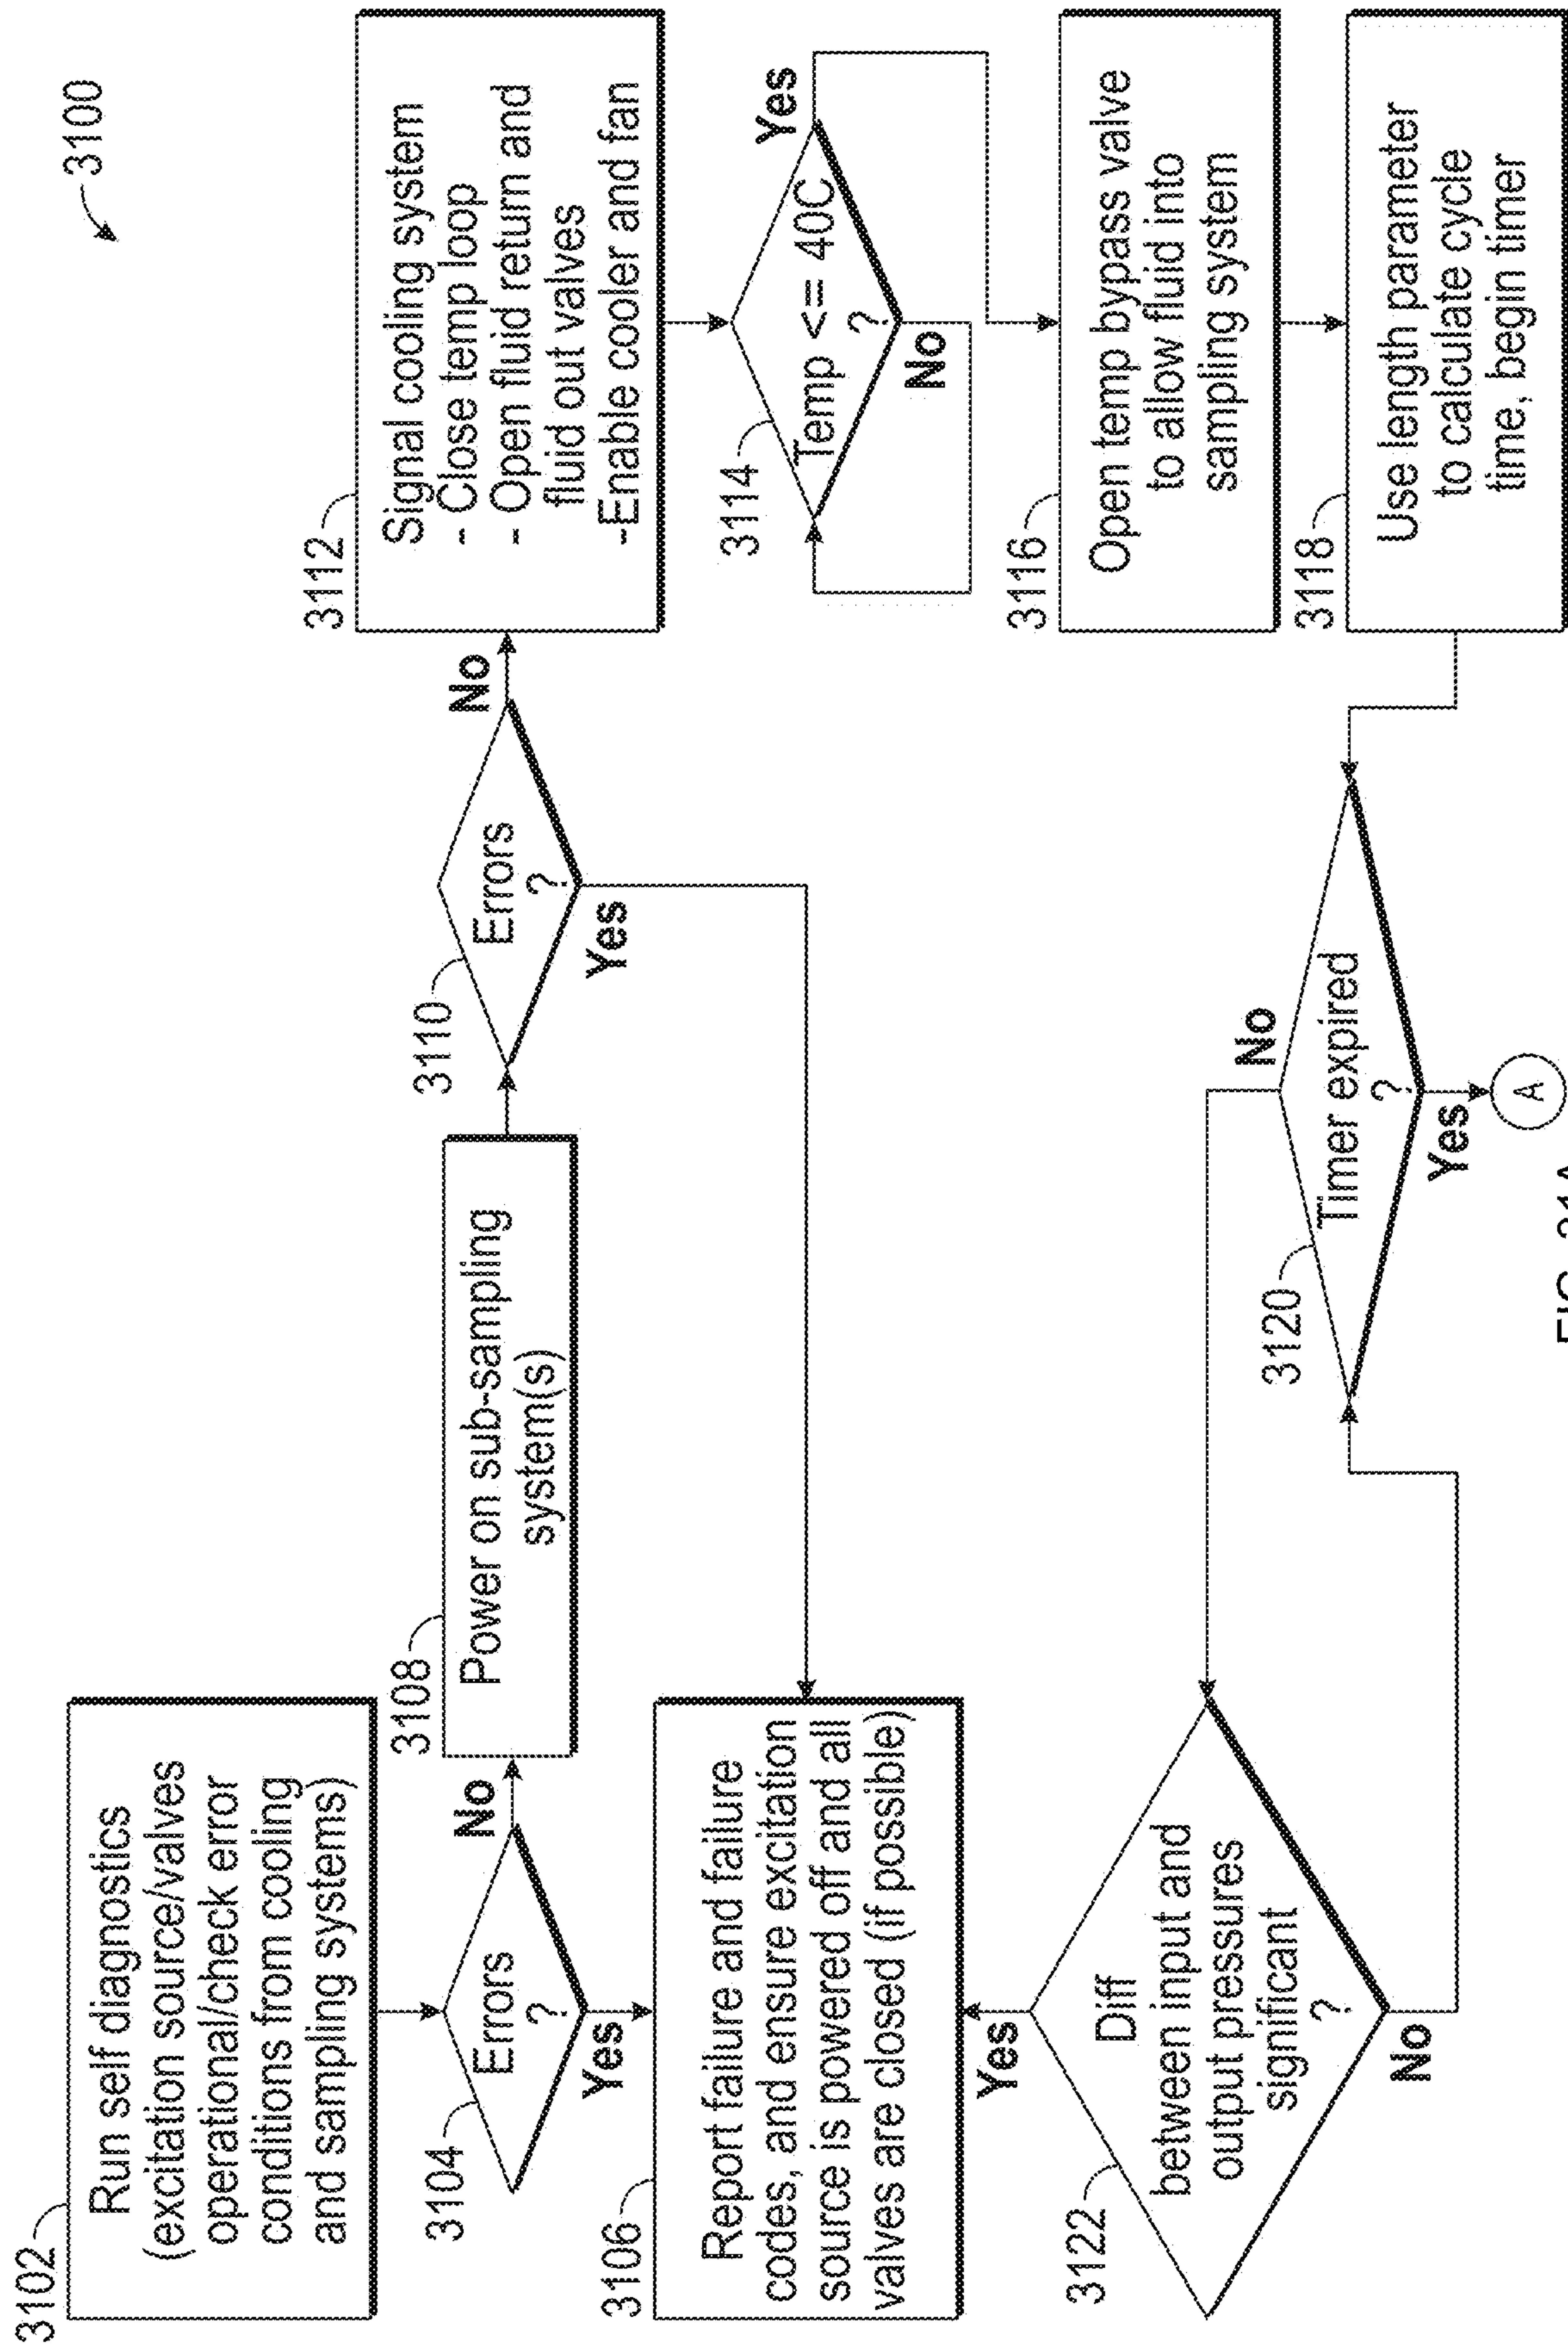 3100
3102
Run self diagnostics
(excitation source/valves
operational/check error
conditions from cooling
and sampling systems)
3104
Errors
?
No
Yes
3106
Report failure and failure
codes, and ensure excitation
source is powered off and all
valves are closed (if possible)
3108
Power on sub-sampling
system(s)
3110
Errors
?
No
Yes
3112
Signal cooling system
- Close temp loop
- Open fluid return and
fluid out valves
-Enable cooler and fan
3114
Temp <= 40C
?
Yes
No
3116
Open temp bypass valve
to allow fluid into
sampling system
3118
Use length parameter
to calculate cycle
time, begin timer
3120
Timer expired
?
No
Yes
A
3122
Diff
between input and
output pressures
significant
?
Yes
No
FIG. 31A